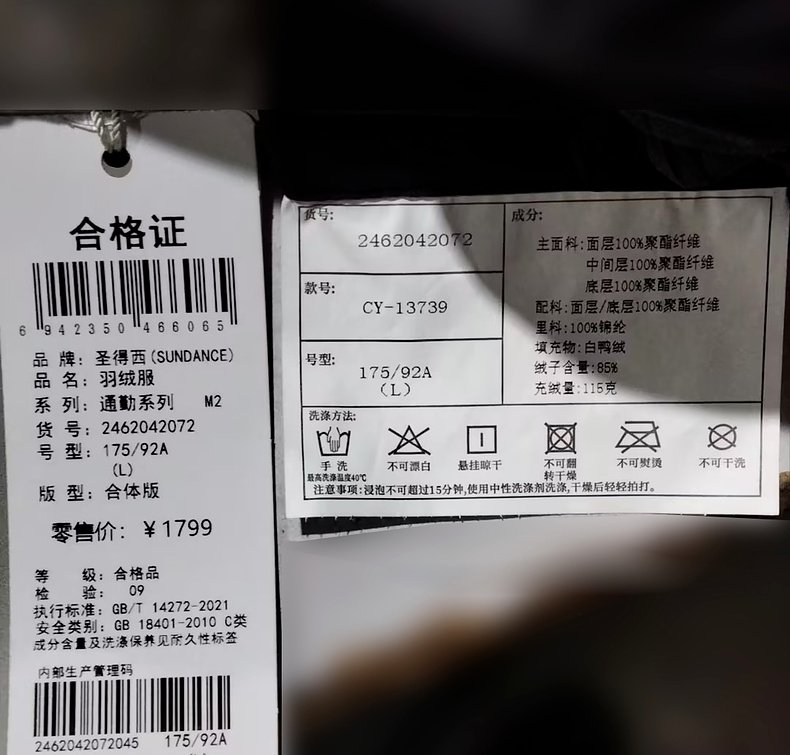 合格证
6 942350 466065
品 牌：圣得西(SUNDANCE)
品 名：羽绒服
系 列：通勤系列 M2
货 号：2462042072
号 型：175/92A
(L)
版 型：合体版
零售价：￥1799
等 级：合格品
检 验：09
执行标准：GB/T 14272-2021
安全类别：GB 18401-2010 C类
成分含量及洗涤保养见耐久性标签
内部生产管理码
2462042072045 175/92A
货号:
2462042072
款号:
CY-13739
号型:
175/92A
(L)
成分:
主面料:面层100%聚酯纤维
中间层100%聚酯纤维
底层100%聚酯纤维
配料:面层/底层100%聚酯纤维
里料:100%锦纶
填充物:白鸭绒
绒子含量:85%
充绒量:115克
洗涤方法:
手 洗
最高洗涤温度40℃
不可漂白
悬挂晾干
不可翻
转干燥
不可熨烫
不可干洗
注意事项:浸泡不可超过15分钟,使用中性洗涤剂洗涤,干燥后轻轻拍打。